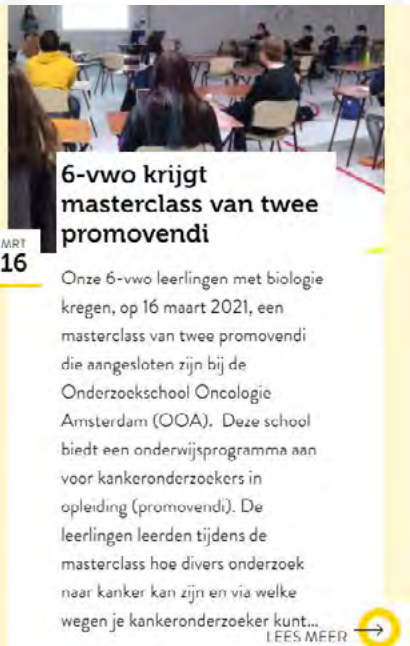 6-vwo krijgt
masterclass van twee
promovendi
MRT
16
Onze 6-vwo leerlingen met biologie
kregen, op 16 maart 2021, een
masterclass van twee promovendi
die aangesloten zijn bij de
Onderzoekschool Oncologie
Amsterdam (OOA). Deze school
biedt een onderwijsprogramma aan
voor kankeronderzoekers in
opleiding (promovendi). De
leerlingen leerden tijdens de
masterclass hoe divers onderzoek
naar kanker kan zijn en via welke
wegen je kankeronderzoeker kunt...
LEES MEER